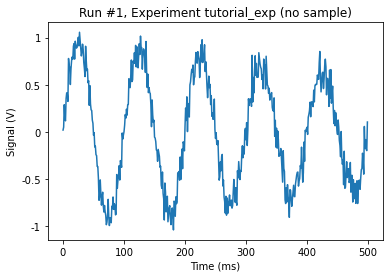 Run #1, Experiment tutorial_exp (no sample)
1
0.5
0
-0.5
-1
Signal (V)
0 100 200 300 400 500
Time (ms)